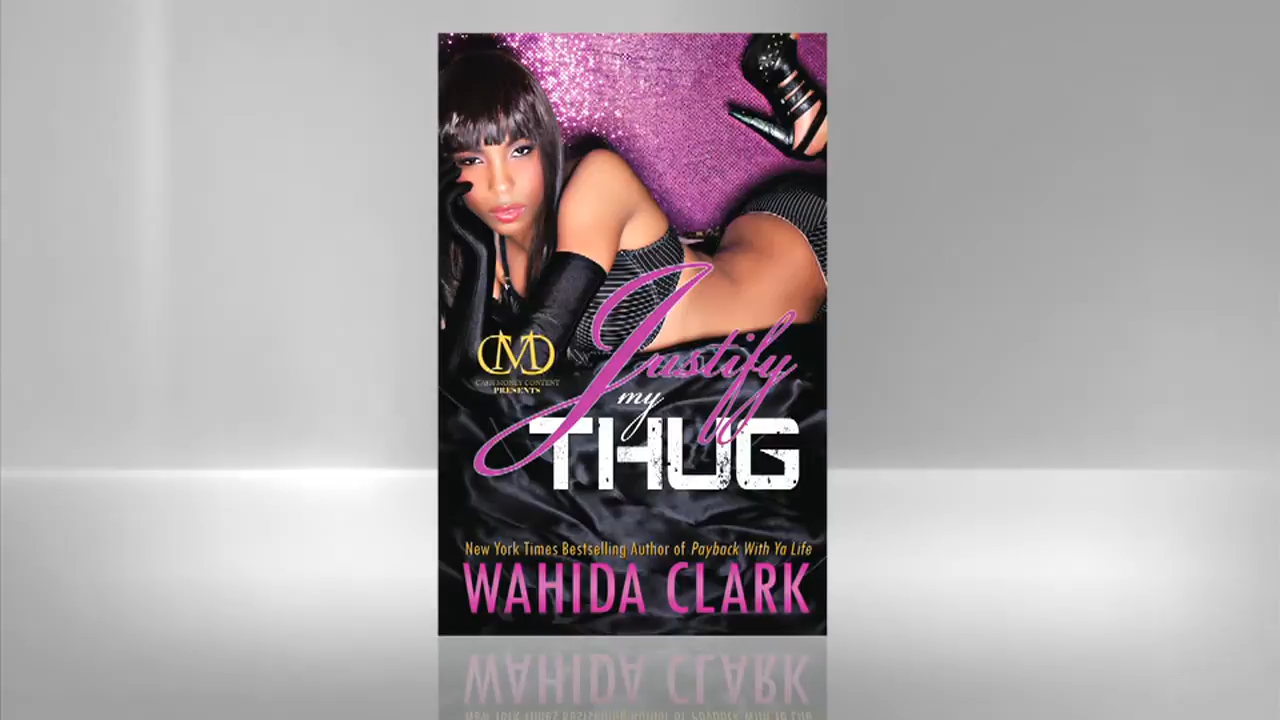 CMC
CASH MONEY CONTENT
PRESENTS
Justify
my
THUG
New York Times Bestselling Author of Payback With Ya Life
WAHIDA CLARK